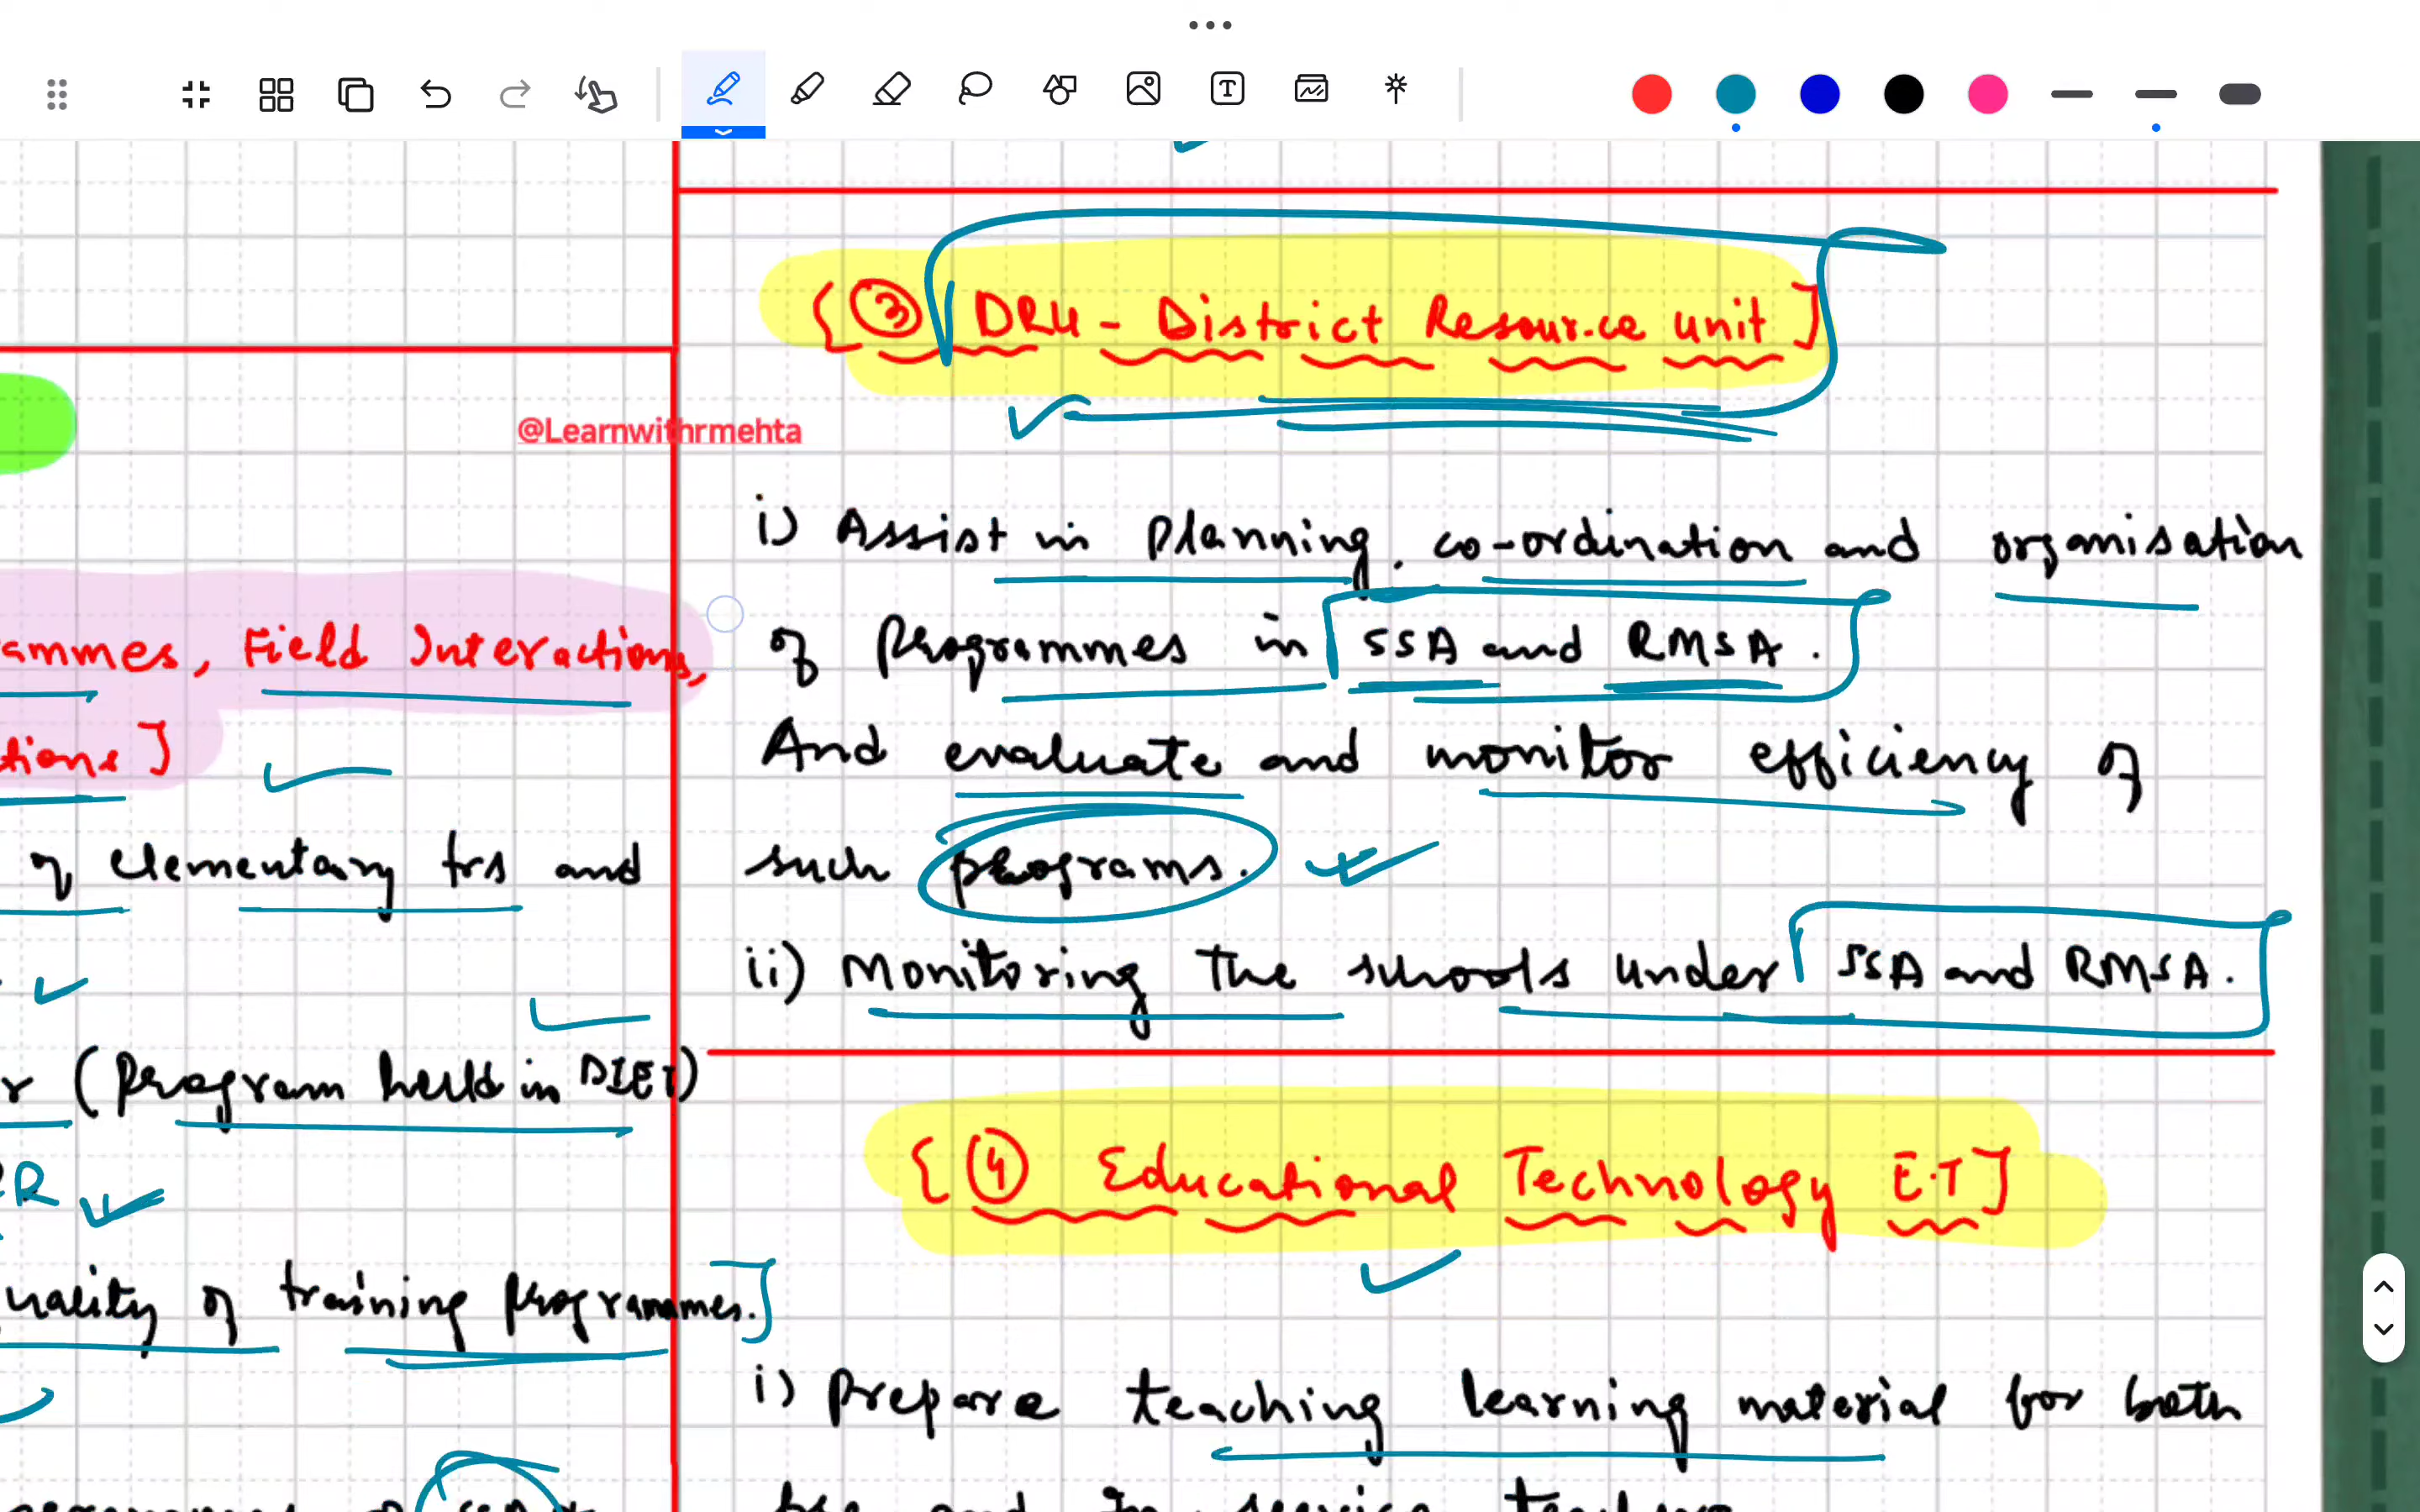 @Learnwithrmehta
ammes, Field Interactions,
tions]
of elementary trs and
(Program held in DIET)
R
uality of training programmes.]
{③ [DRU - District Resource unit]
i) Assist in planning. co-ordination and organisation
of Programmes in SSA and RMSA.
And evaluate and monitor efficiency of
such programs.
ii) Monitoring the schools under SSA and RMSA.
{④ Educational Technology E.T]
i) Prepare teaching learning material for both